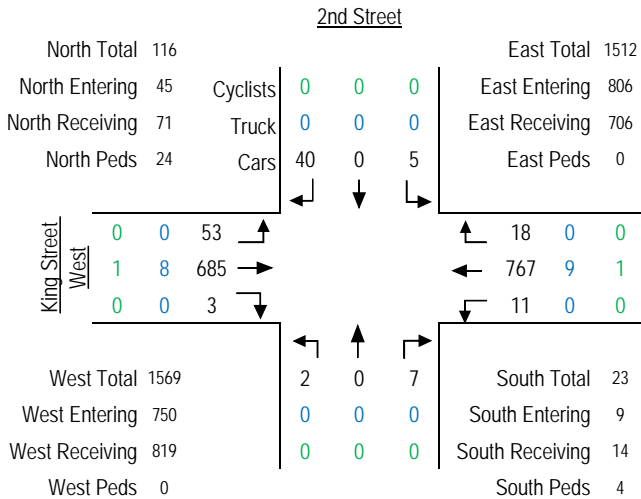 2nd Street
North Total 116
East Total 1512
North Entering 45
Cyclists 0 0 0
East Entering 806
North Receiving 71
Truck 0 0 0
East Receiving 706
North Peds 24
Cars 40 0 5
East Peds 0
King Street
West
0 0 53
18 0 0
1 8 685
767 9 1
0 0 3
11 0 0
West Total 1569
2 0 7
South Total 23
West Entering 750
0 0 0
South Entering 9
West Receiving 819
0 0 0
South Receiving 14
West Peds 0
South Peds 4